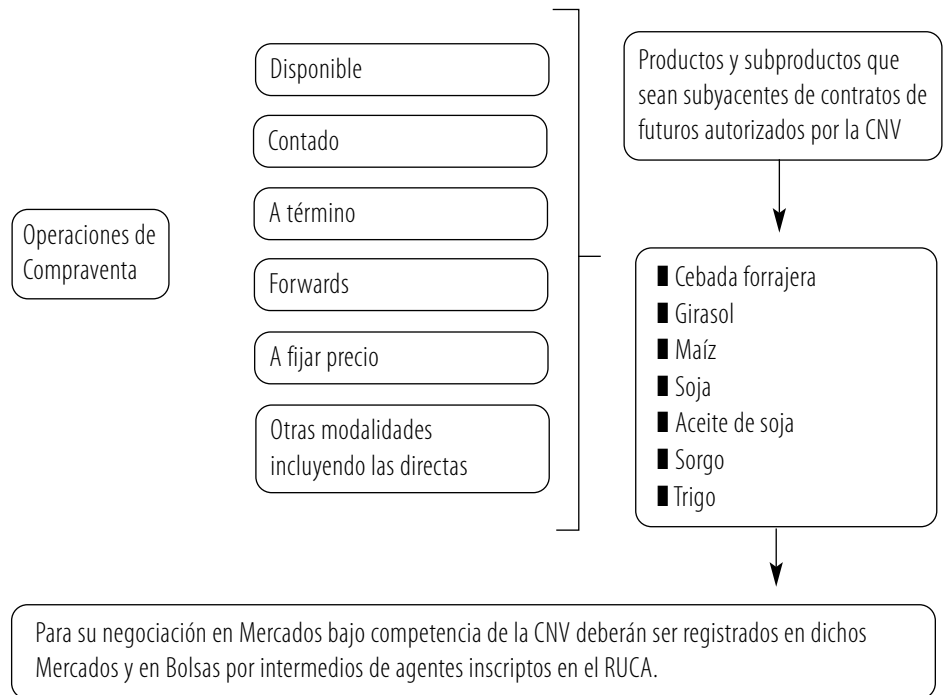 Operaciones de
Compraventa
Disponible
Contado
A término
Forwards
A fijar precio
Otras modalidades
incluyendo las directas
Productos y subproductos que
sean subyacentes de contratos de
futuros autorizados por la CNV
Cebada forrajera
Girasol
Maíz
Soja
Aceite de soja
Sorgo
Trigo
Para su negociación en Mercados bajo competencia de la CNV deberán ser registrados en dichos
Mercados y en Bolsas por intermedios de agentes inscriptos en el RUCA.